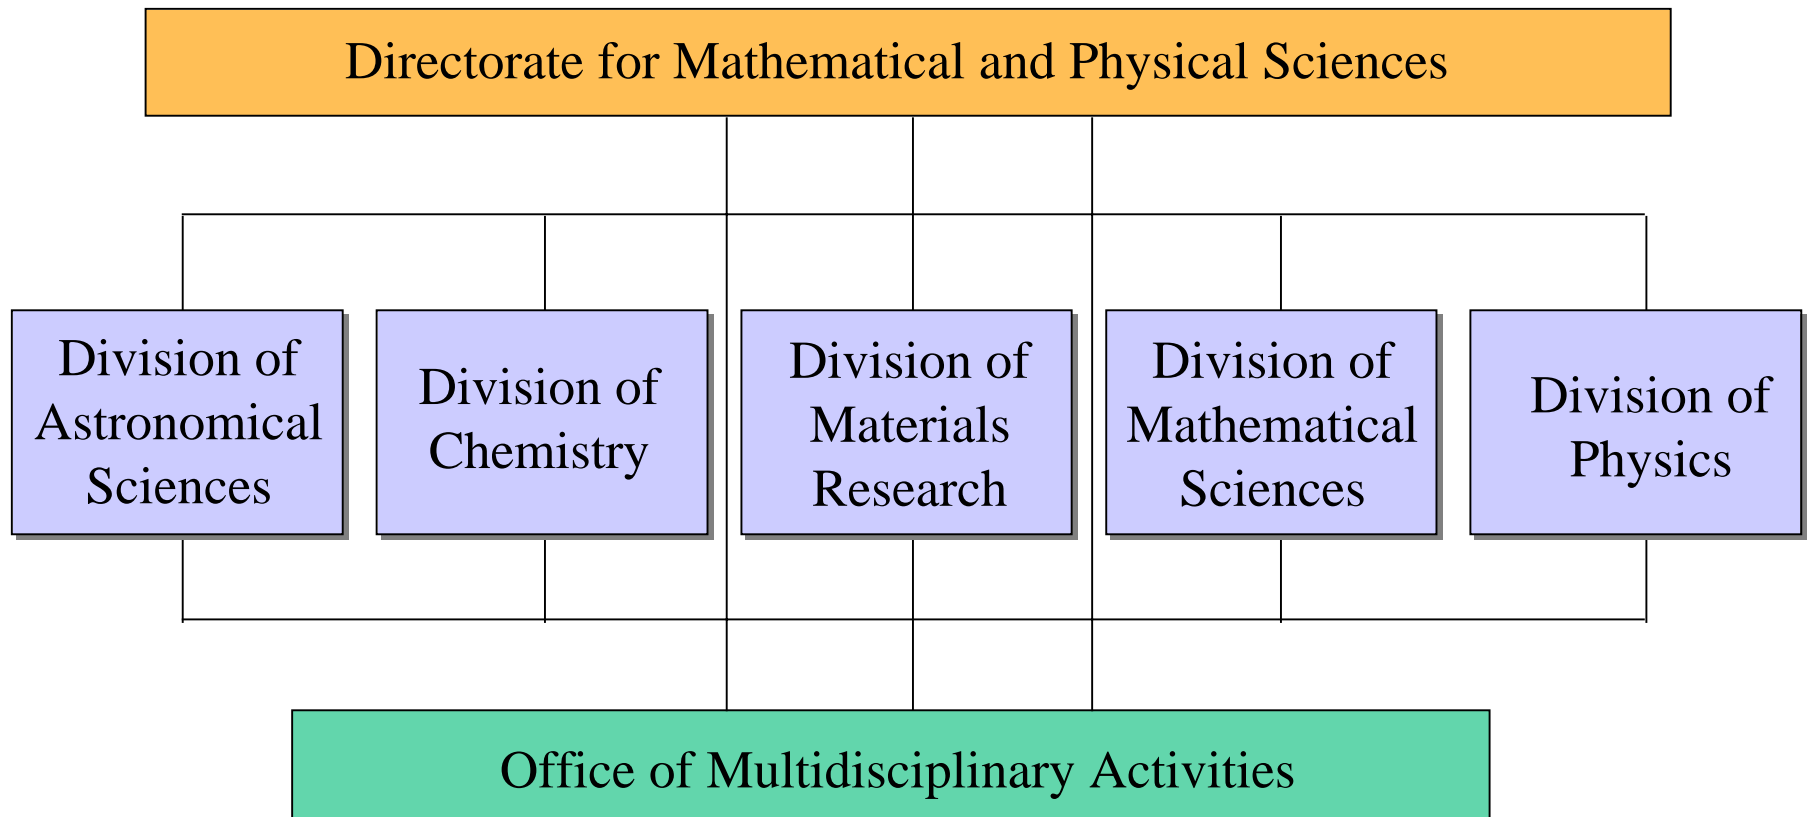 Directorate for Mathematical and Physical Sciences
Division of
Astronomical
Sciences
Division of
Chemistry
Division of
Materials
Research
Division of
Mathematical
Sciences
Division of
Physics
Office of Multidisciplinary Activities